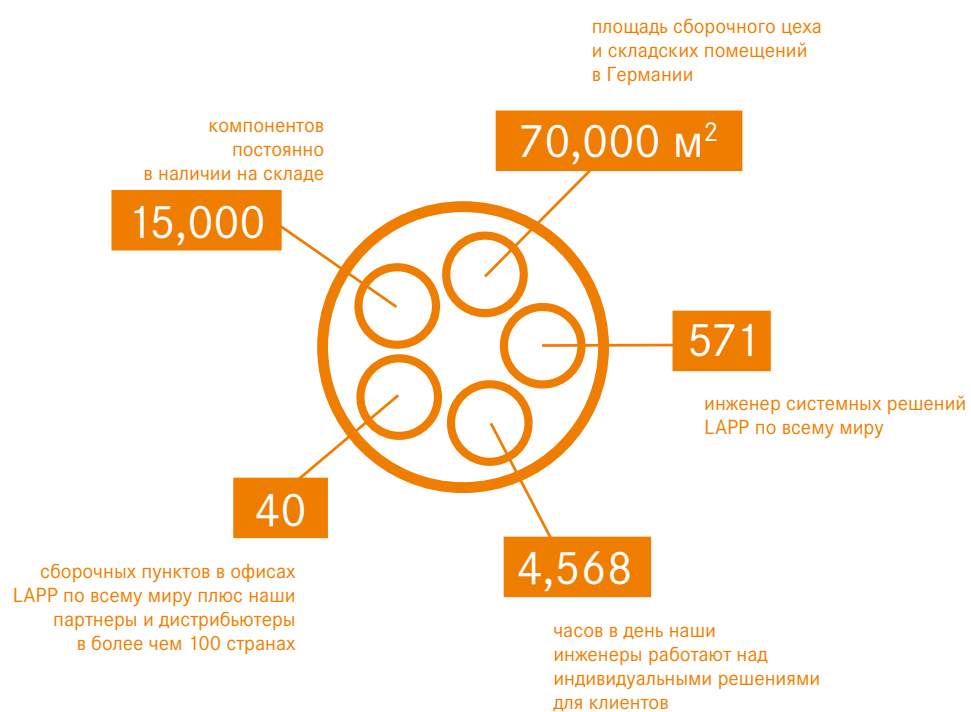 площадь сборочного цеха
и складских помещений
в Германии
70,000 м²
компонентов
постоянно
в наличии на складе
15,000
571
инженер системных решений
LAPP по всему миру
40
сборочных пунктов в офисах
LAPP по всему миру плюс наши
партнеры и дистрибьютеры
в более чем 100 странах
4,568
часов в день наши
инженеры работают над
индивидуальными решениями
для клиентов